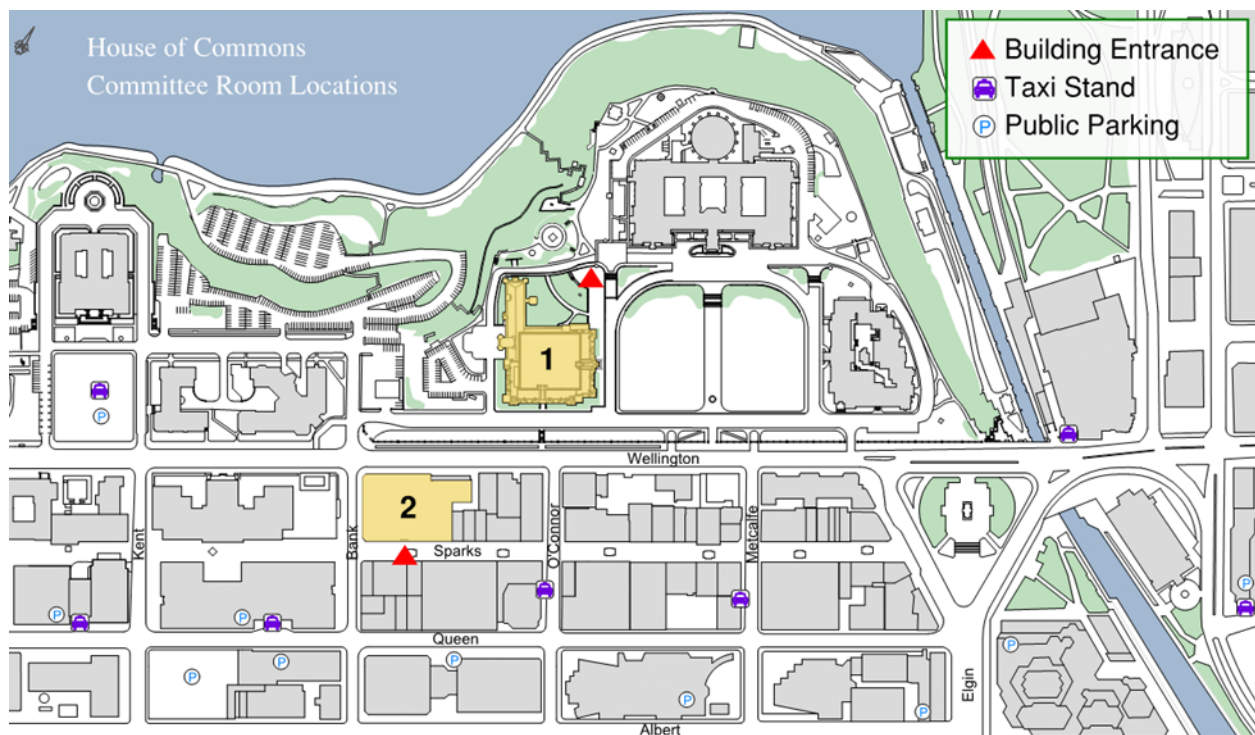 House of Commons
Committee Room Locations
Building Entrance
Taxi Stand
P Public Parking
1
P
Wellington
2
Kent
Bank
Sparks
O'Connor
Metcalfe
P
P
P
Queen
P
P
P
P
P
P
Elgin
Albert